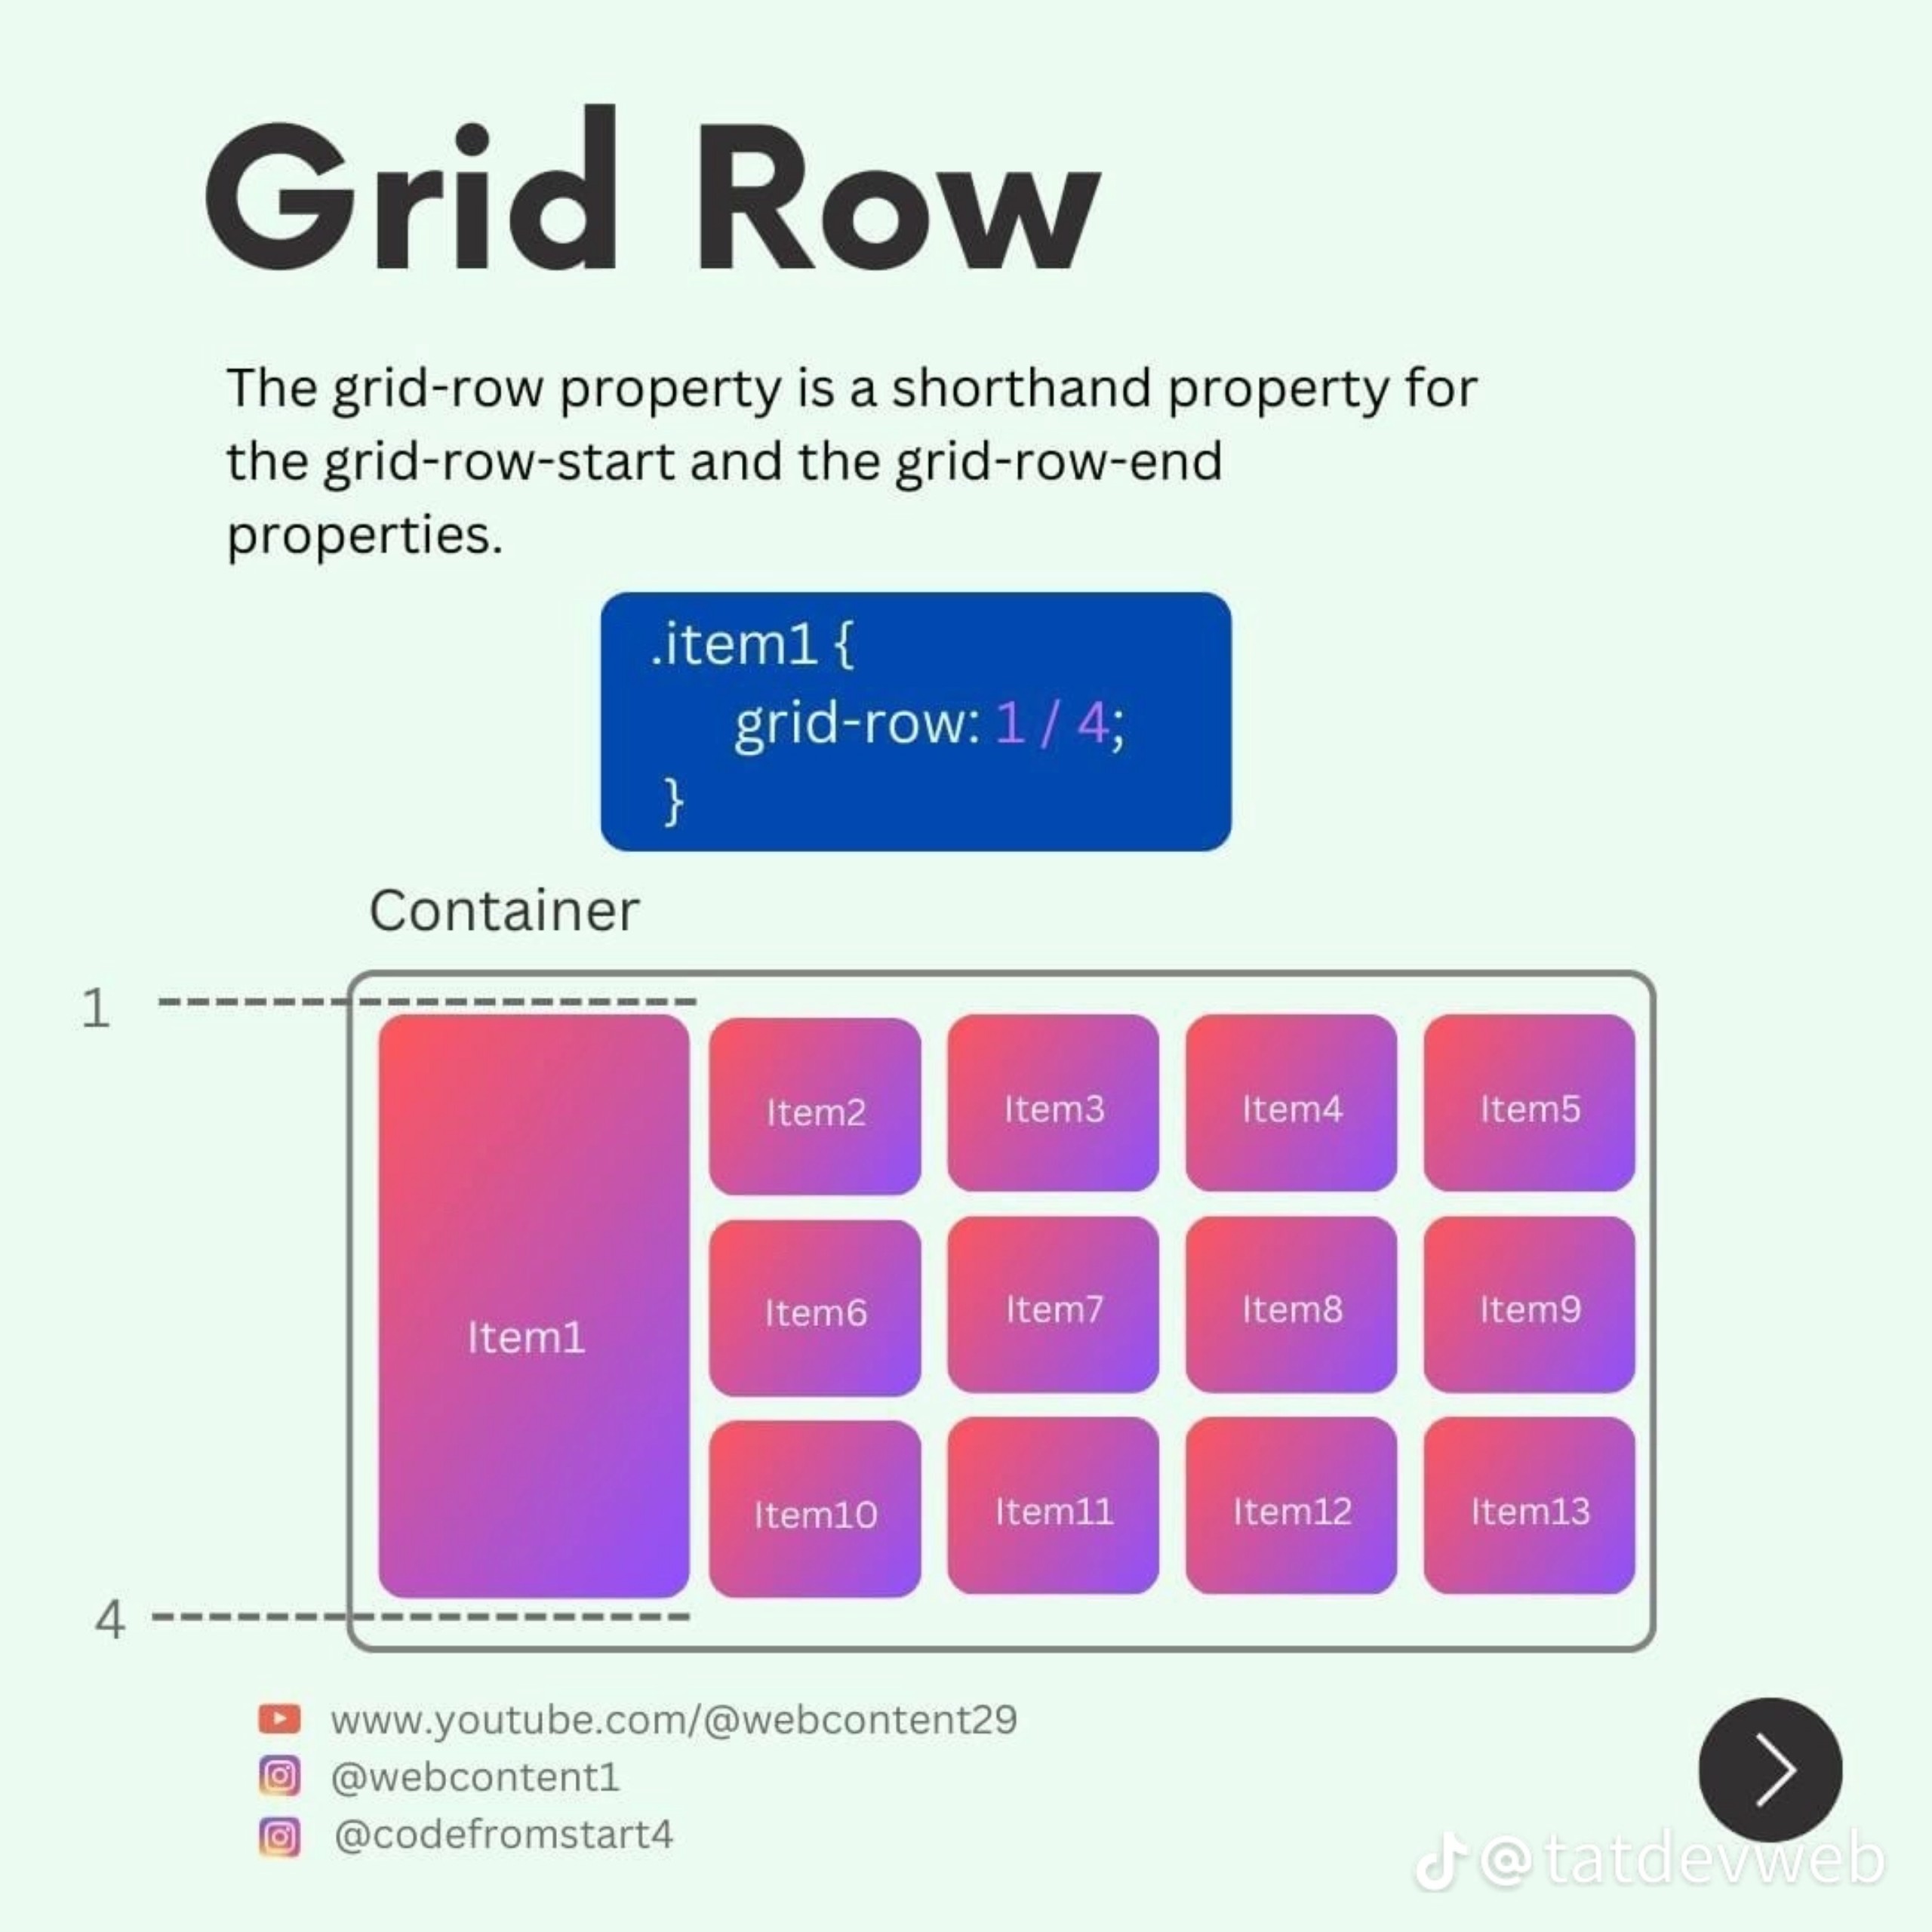 Grid Row
The grid-row property is a shorthand property for
the grid-row-start and the grid-row-end
properties.
.item1 {
grid-row: 1 / 4;
}
Container
1
Item1
Item2
Item3
Item4
Item5
Item6
Item7
Item8
Item9
Item10
Item11
Item12
Item13
4
www.youtube.com/@webcontent29
@webcontent1
@codefromstart4
@tatdevweb